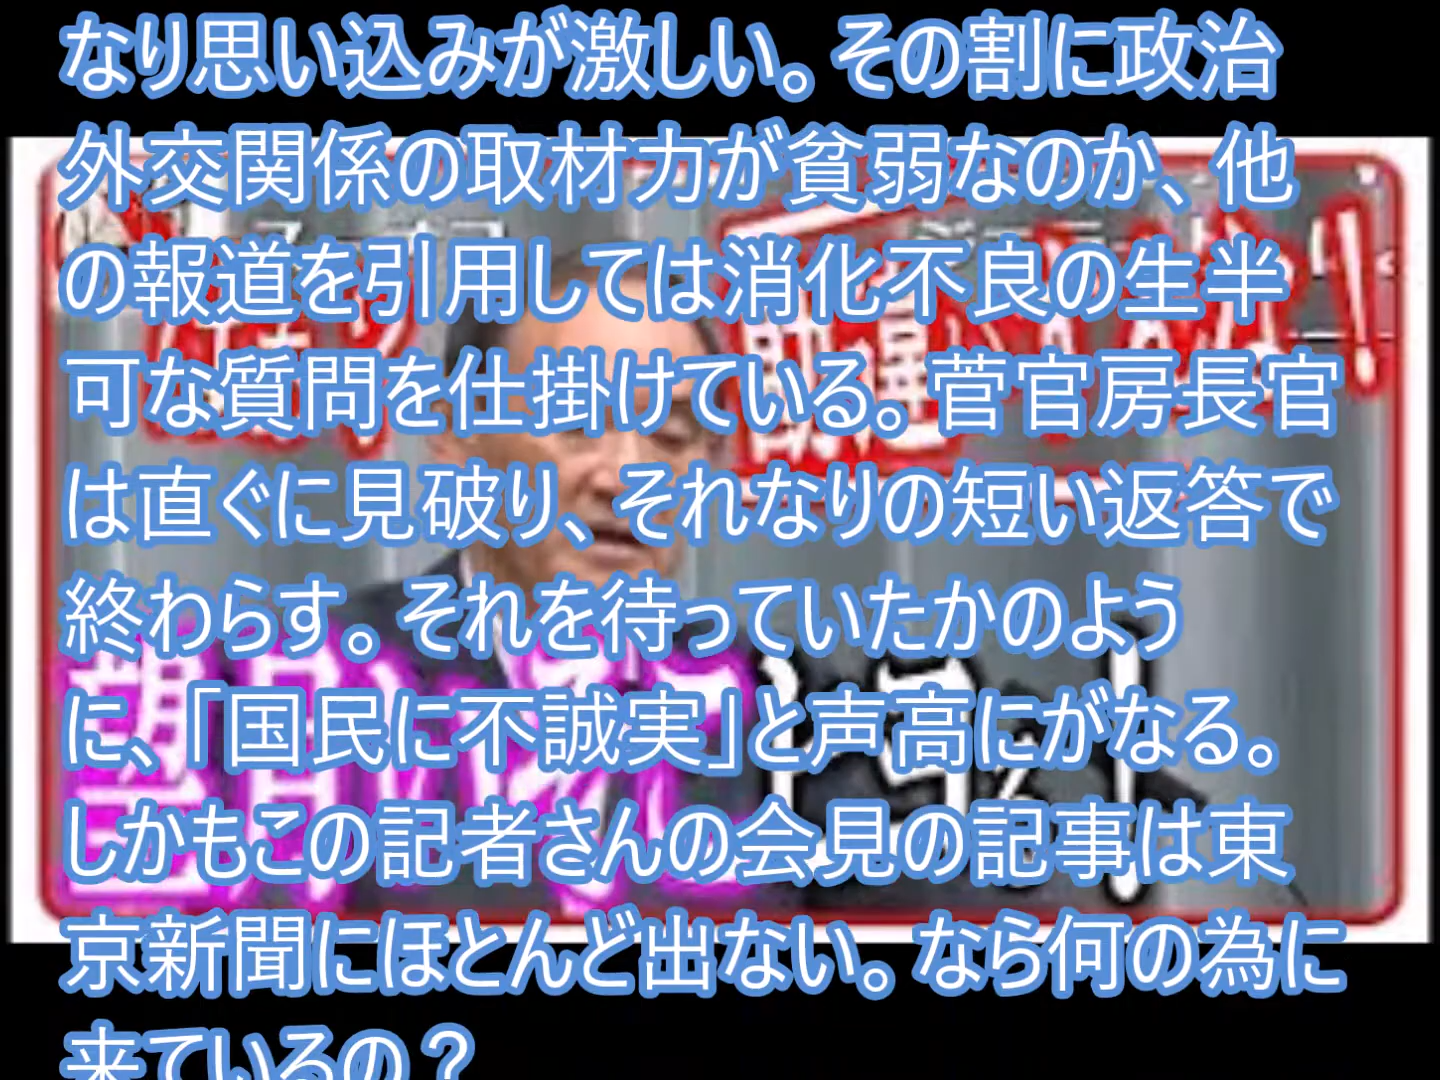 なり思い込みが激しい。その割に政治
外交関係の取材力が貧弱なのか、他
の報道を引用しては消化不良の生半
可な質問を仕掛けている。菅官房長官
は直ぐに見破り、それなりの短い返答で
終わらす。それを待っていたかのよう
に、「国民に不誠実」と声高にがなる。
しかもこの記者さんの会見の記事は東
京新聞にほとんど出ない。なら何の為に
来ているの？